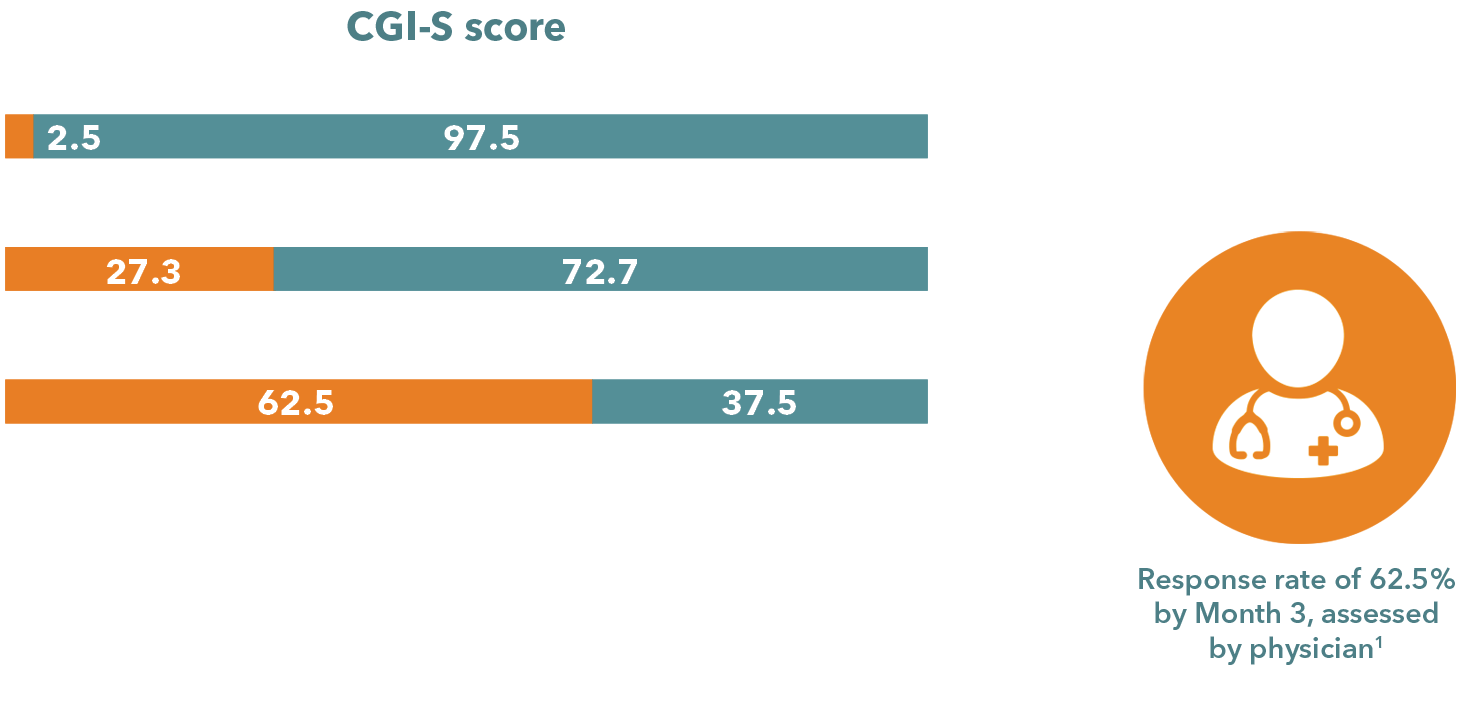 CGI-S score
2.5 97.5
27.3 72.7
62.5 37.5
Response rate of 62.5%
by Month 3, assessed
by physician¹